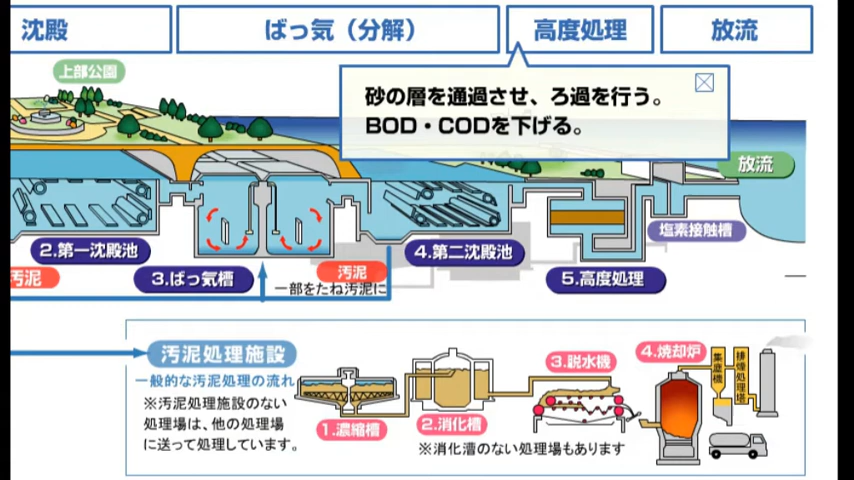 沈殿
ばっ気（分解）
高度処理
放流
上部公園
砂の層を通過させ、ろ過を行う。
BOD・CODを下げる。
放流
2.第一沈殿池
4.第二沈殿池
塩素接触槽
汚泥
3.ばっ気槽
汚泥
一部をたね汚泥に
5.高度処理
汚泥処理施設
一般的な汚泥処理の流れ
※汚泥処理施設のない
処理場は、他の処理場
に送って処理しています。
1.濃縮槽
2.消化槽
※消化漕のない処理場もあります
3.脱水機
4.焼却炉
集塵機
排煙処理塔